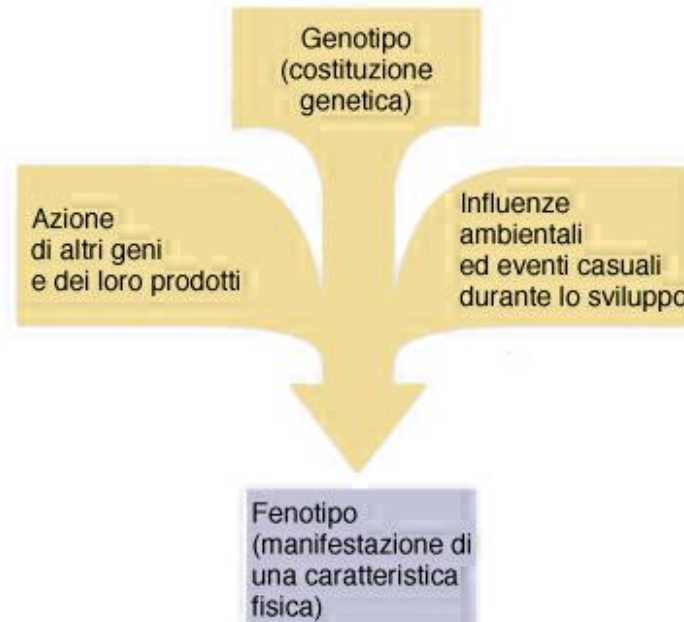 Genotipo
(costituzione
genetica)
Azione
di altri geni
e dei loro prodotti
Influenze
ambientali
ed eventi casuali
durante lo sviluppo
Fenotipo
(manifestazione di
una caratteristica
fisica)